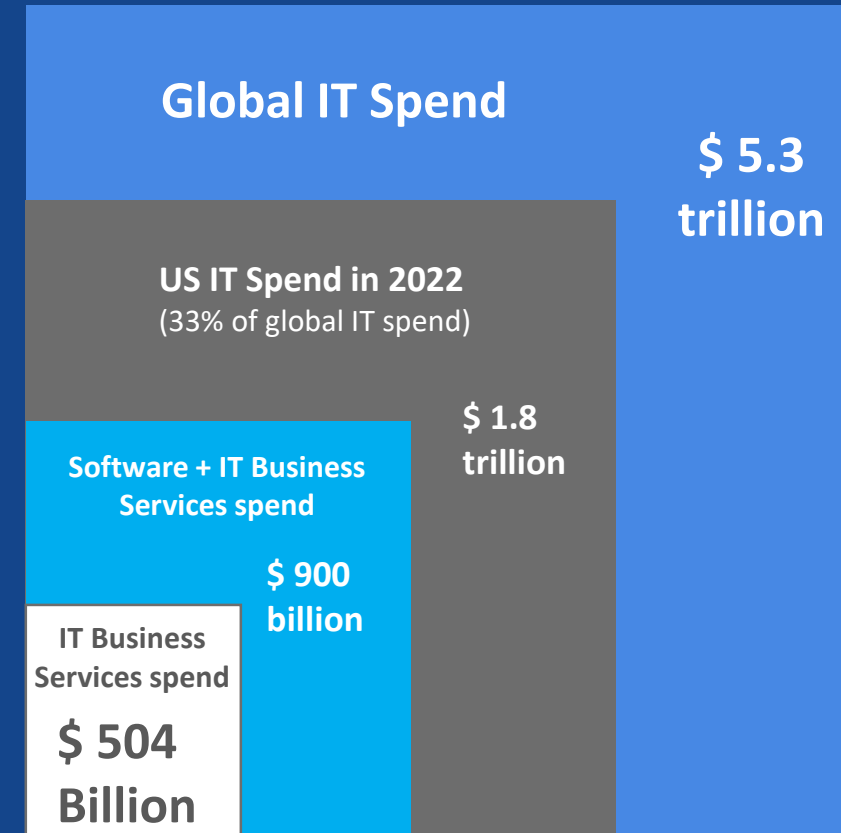 Global IT Spend
$ 5.3
trillion
US IT Spend in 2022
(33% of global IT spend)
$ 1.8
trillion
Software + IT Business
Services spend
$ 900
billion
IT Business
Services spend
$ 504
Billion